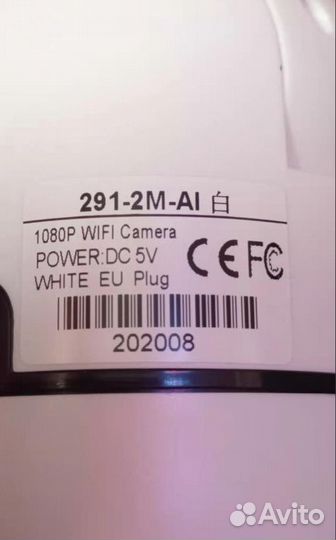 291-2M-AI 白
1080P WIFI Camera
POWER:DC 5V
WHITE EU Plug
CE FC
202008
Avito